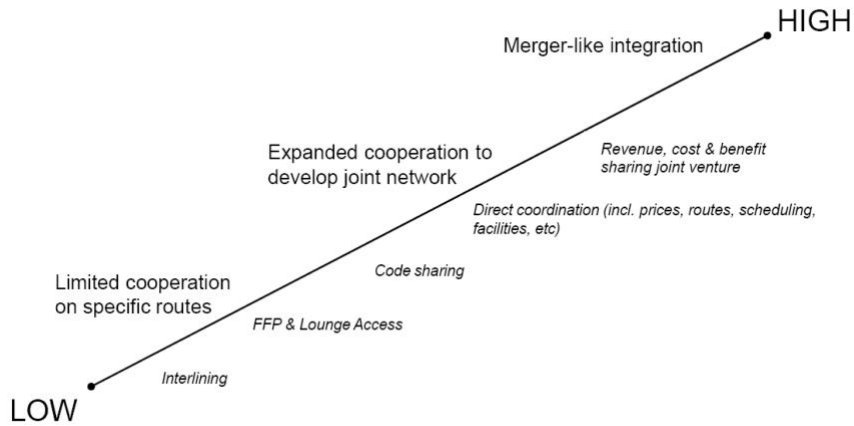 HIGH
Merger-like integration
Revenue, cost & benefit
sharing joint venture
Expanded cooperation to
develop joint network
Direct coordination (incl. prices, routes, scheduling,
facilities, etc)
Code sharing
Limited cooperation
on specific routes
FFP & Lounge Access
Interlining
LOW